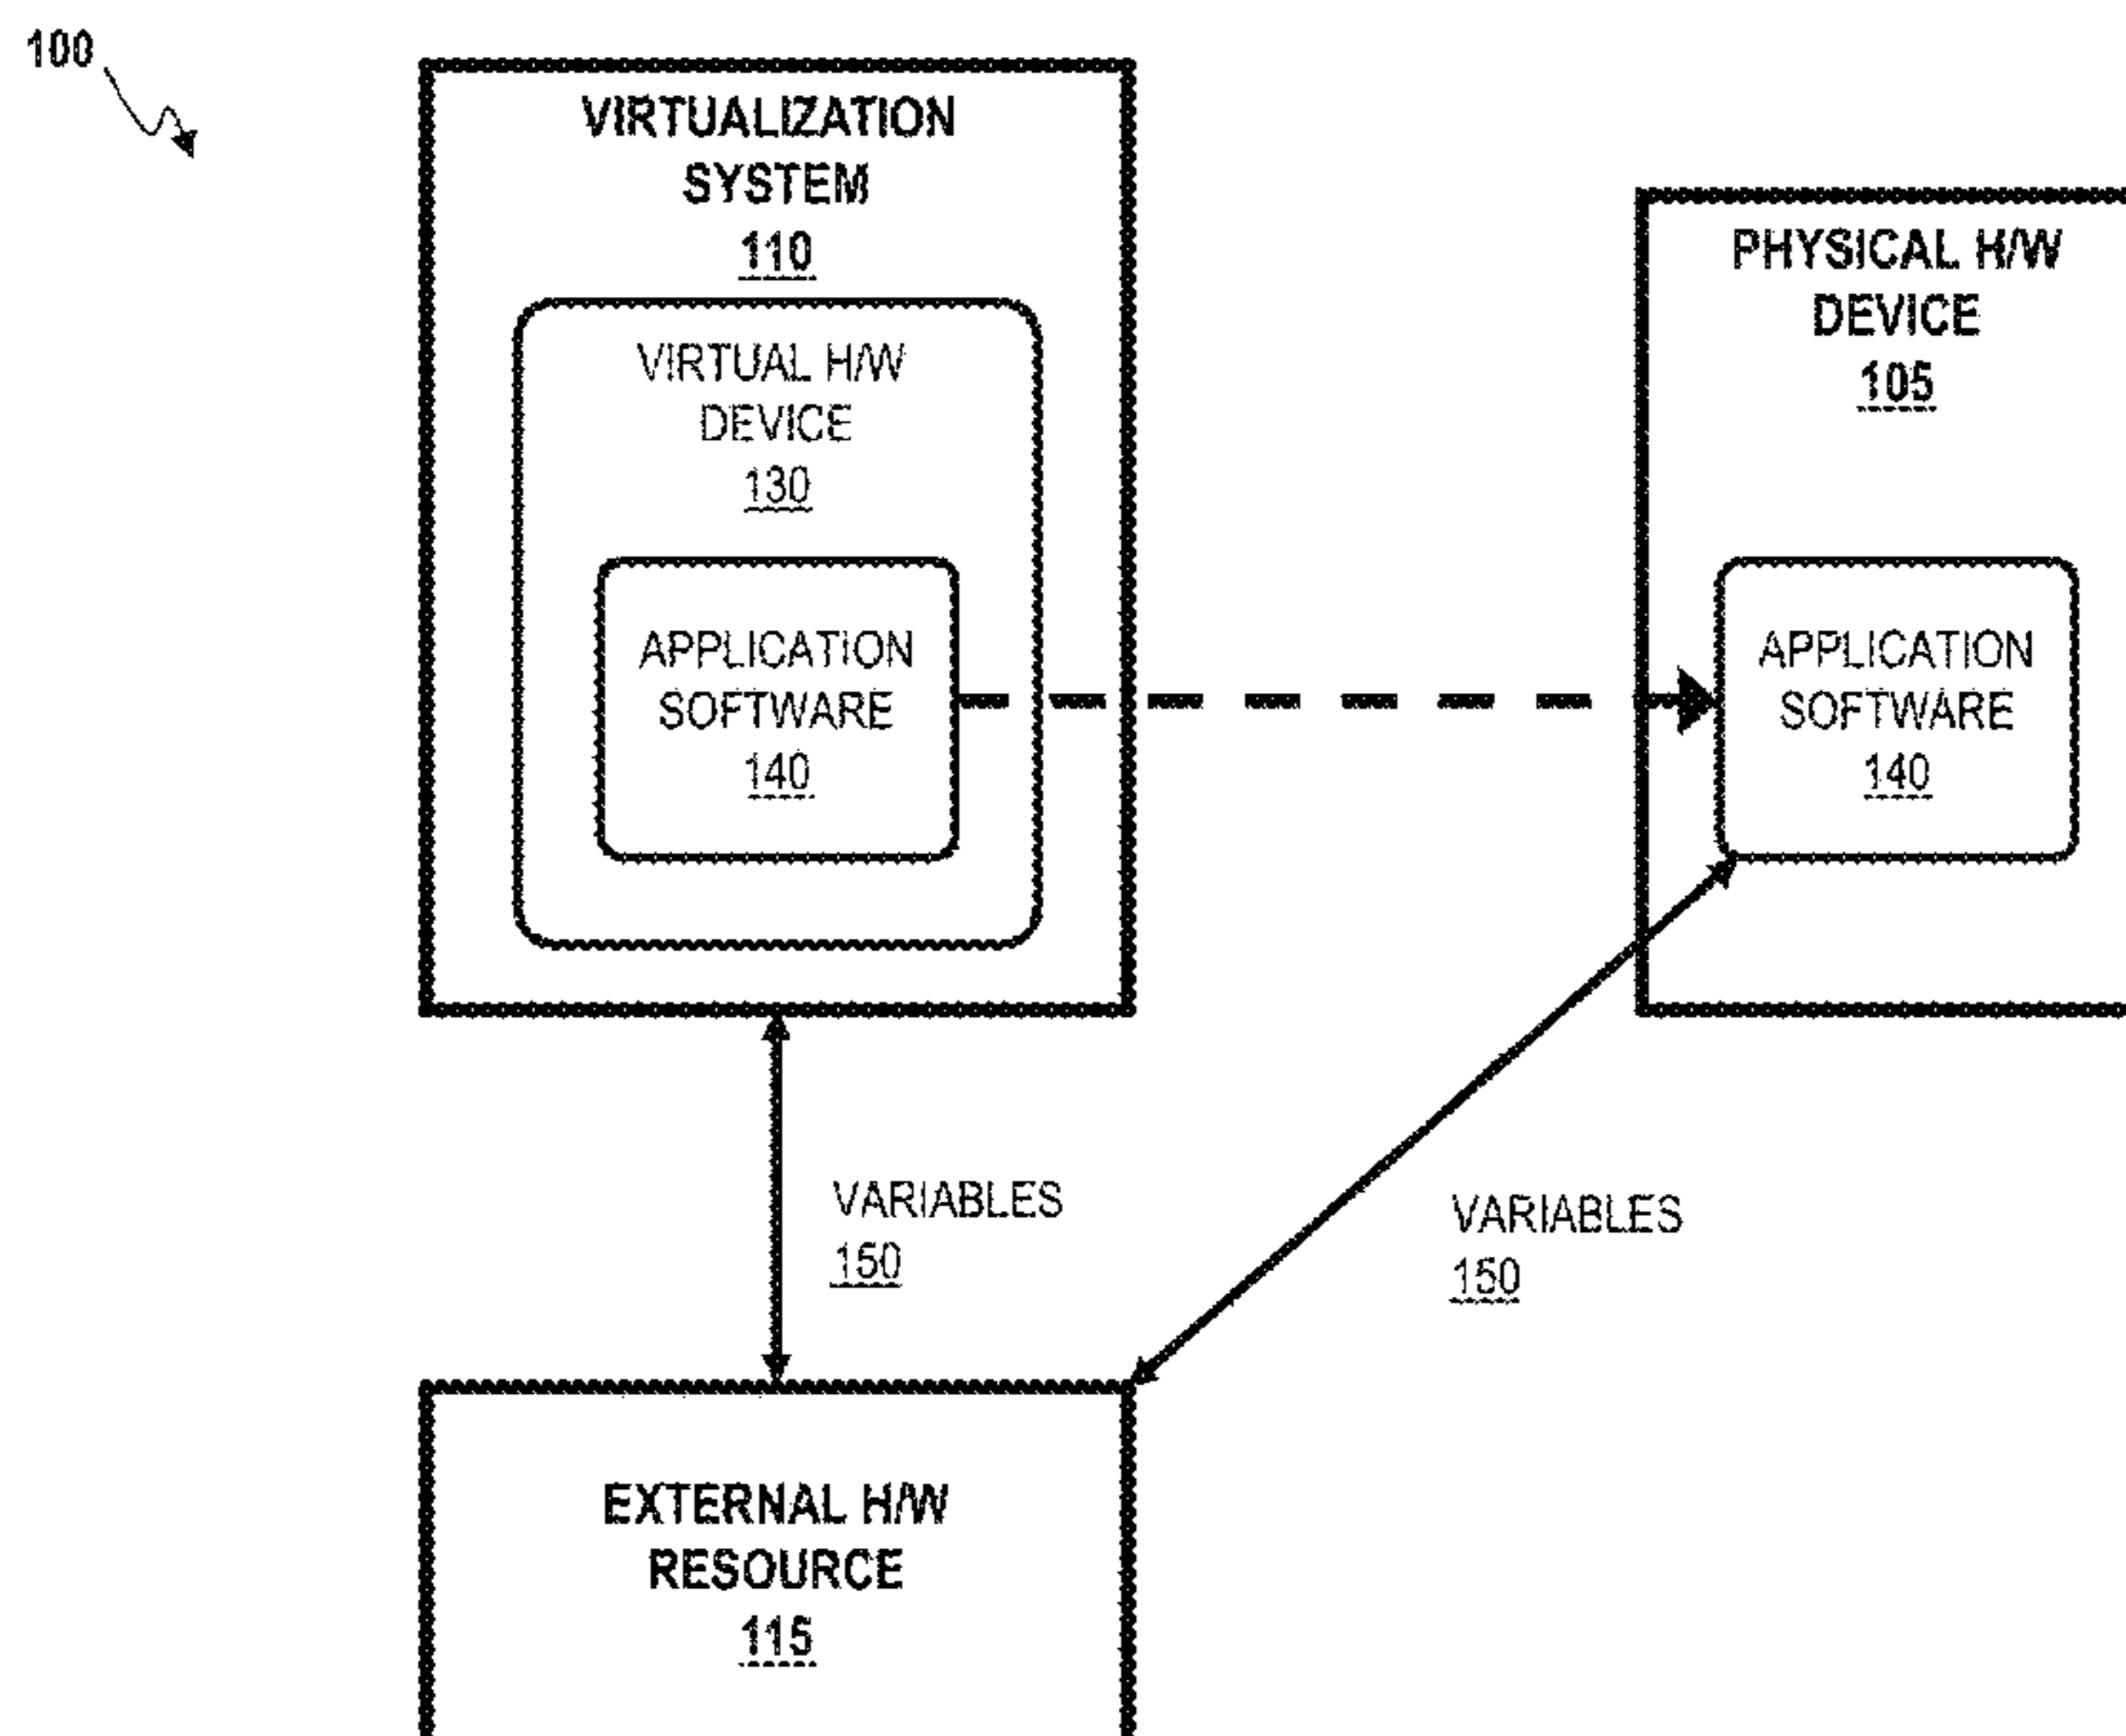 100
VIRTUALIZATION
SYSTEM
110
VIRTUAL H/W
DEVICE
130
APPLICATION
SOFTWARE
140
PHYSICAL H/W
DEVICE
105
APPLICATION
SOFTWARE
140
VARIABLES
150
VARIABLES
150
EXTERNAL H/W
RESOURCE
115